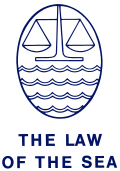 THE LAW
OF THE SEA